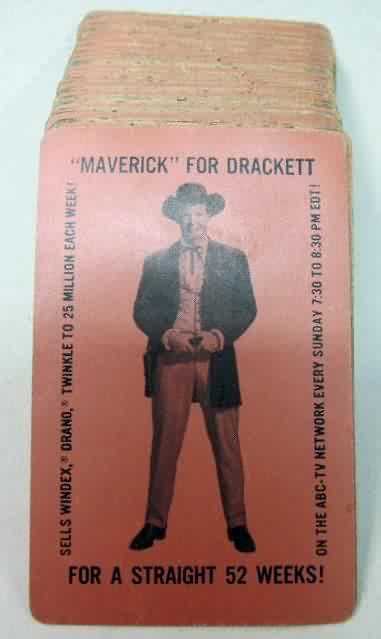 "MAVERICK" FOR DRACKETT
SELLS WINDEX,® DRANO,® TWINKLE TO 25 MILLION EACH WEEK!
ON THE ABC-TV NETWORK EVERY SUNDAY 7:30 TO 8:30 PM EDT!
FOR A STRAIGHT 52 WEEKS!